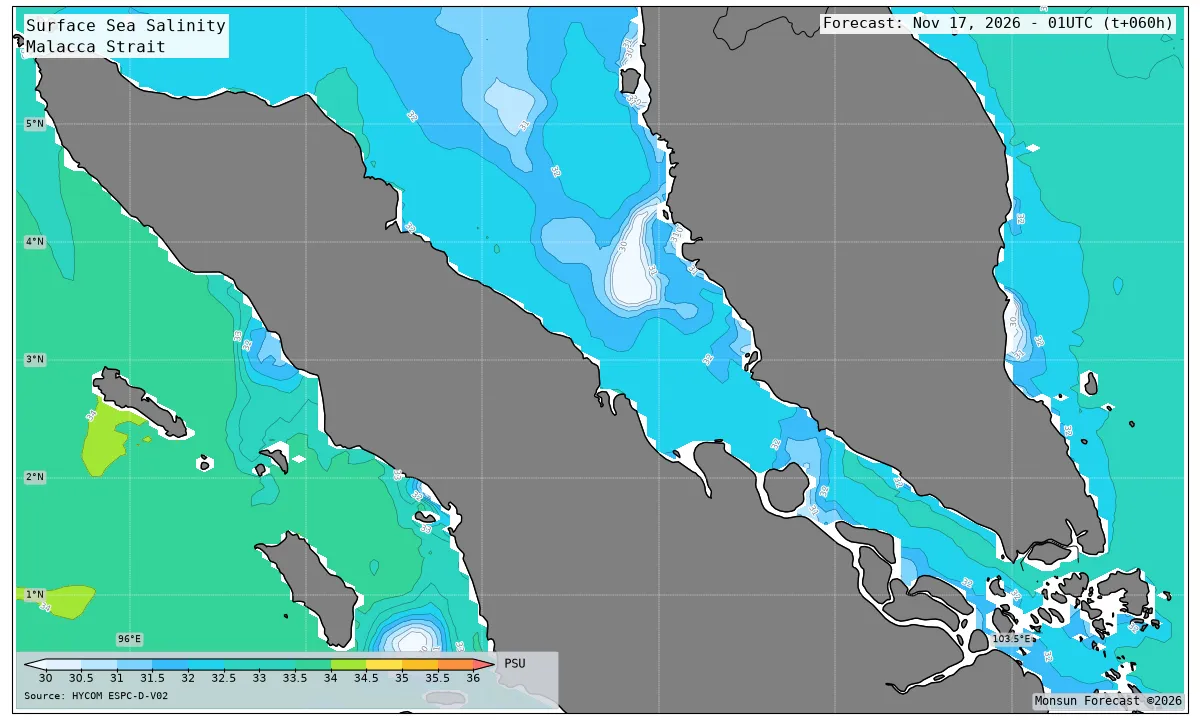 Surface Sea Salinity
Malacca Strait
Forecast: Nov 17, 2026 - 01UTC (t+060h)
5°N
4°N
3°N
2°N
1°N
96°E
103.5°E
PSU
30 30.5 31 31.5 32 32.5 33 33.5 34 34.5 35 35.5 36
Source: HYCOM ESPC-D-V02
Monsun Forecast ©2026